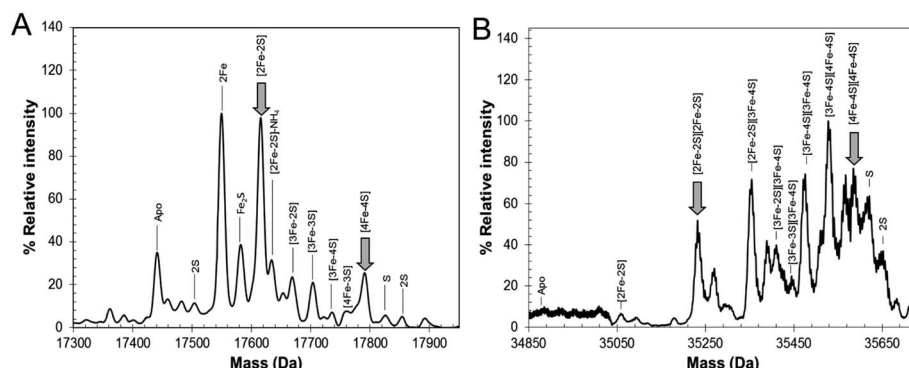 A
% Relative intensity
140
120
100
80
60
40
20
0
Apo
2S
2Fe
Fe2S
[2Fe-2S]
[2Fe-2S]-NH4
[3Fe-2S]
[3Fe-3S]
[3Fe-4S]
[4Fe-3S]
[4Fe-4S]
S
2S
17300 17400 17500 17600 17700 17800 17900
Mass (Da)
B
% Relative intensity
140
120
100
80
60
40
20
0
Apo
[2Fe-2S]
[2Fe-2S][2Fe-2S]
[2Fe-2S][3Fe-4S]
[3Fe-2S][3Fe-4S]
[3Fe-3S][3Fe-4S]
[3Fe-4S][3Fe-4S]
[3Fe-4S][4Fe-4S]
[4Fe-4S][4Fe-4S]
S
2S
34850 35050 35250 35450 35650
Mass (Da)